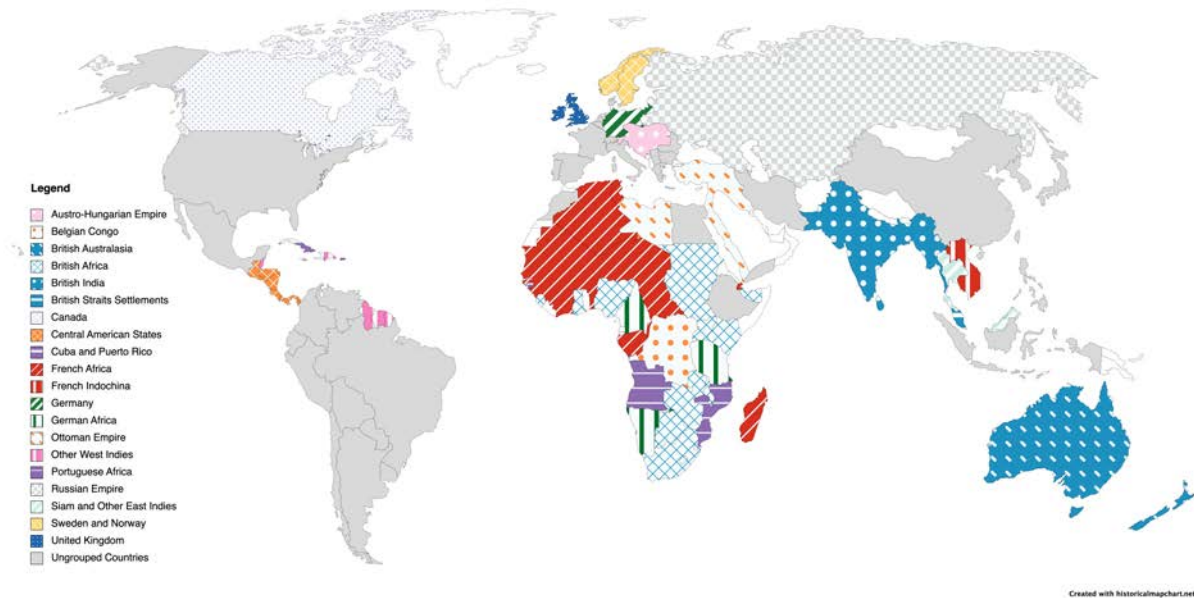 Legend
Austro-Hungarian Empire
Belgian Congo
British Australasia
British Africa
British India
British Straits Settlements
Canada
Central American States
Cuba and Puerto Rico
French Africa
French Indochina
Germany
German Africa
Ottoman Empire
Other West Indies
Portuguese Africa
Russian Empire
Siam and Other East Indies
Sweden and Norway
United Kingdom
Ungrouped Countries
Created with historicalmapchart.net